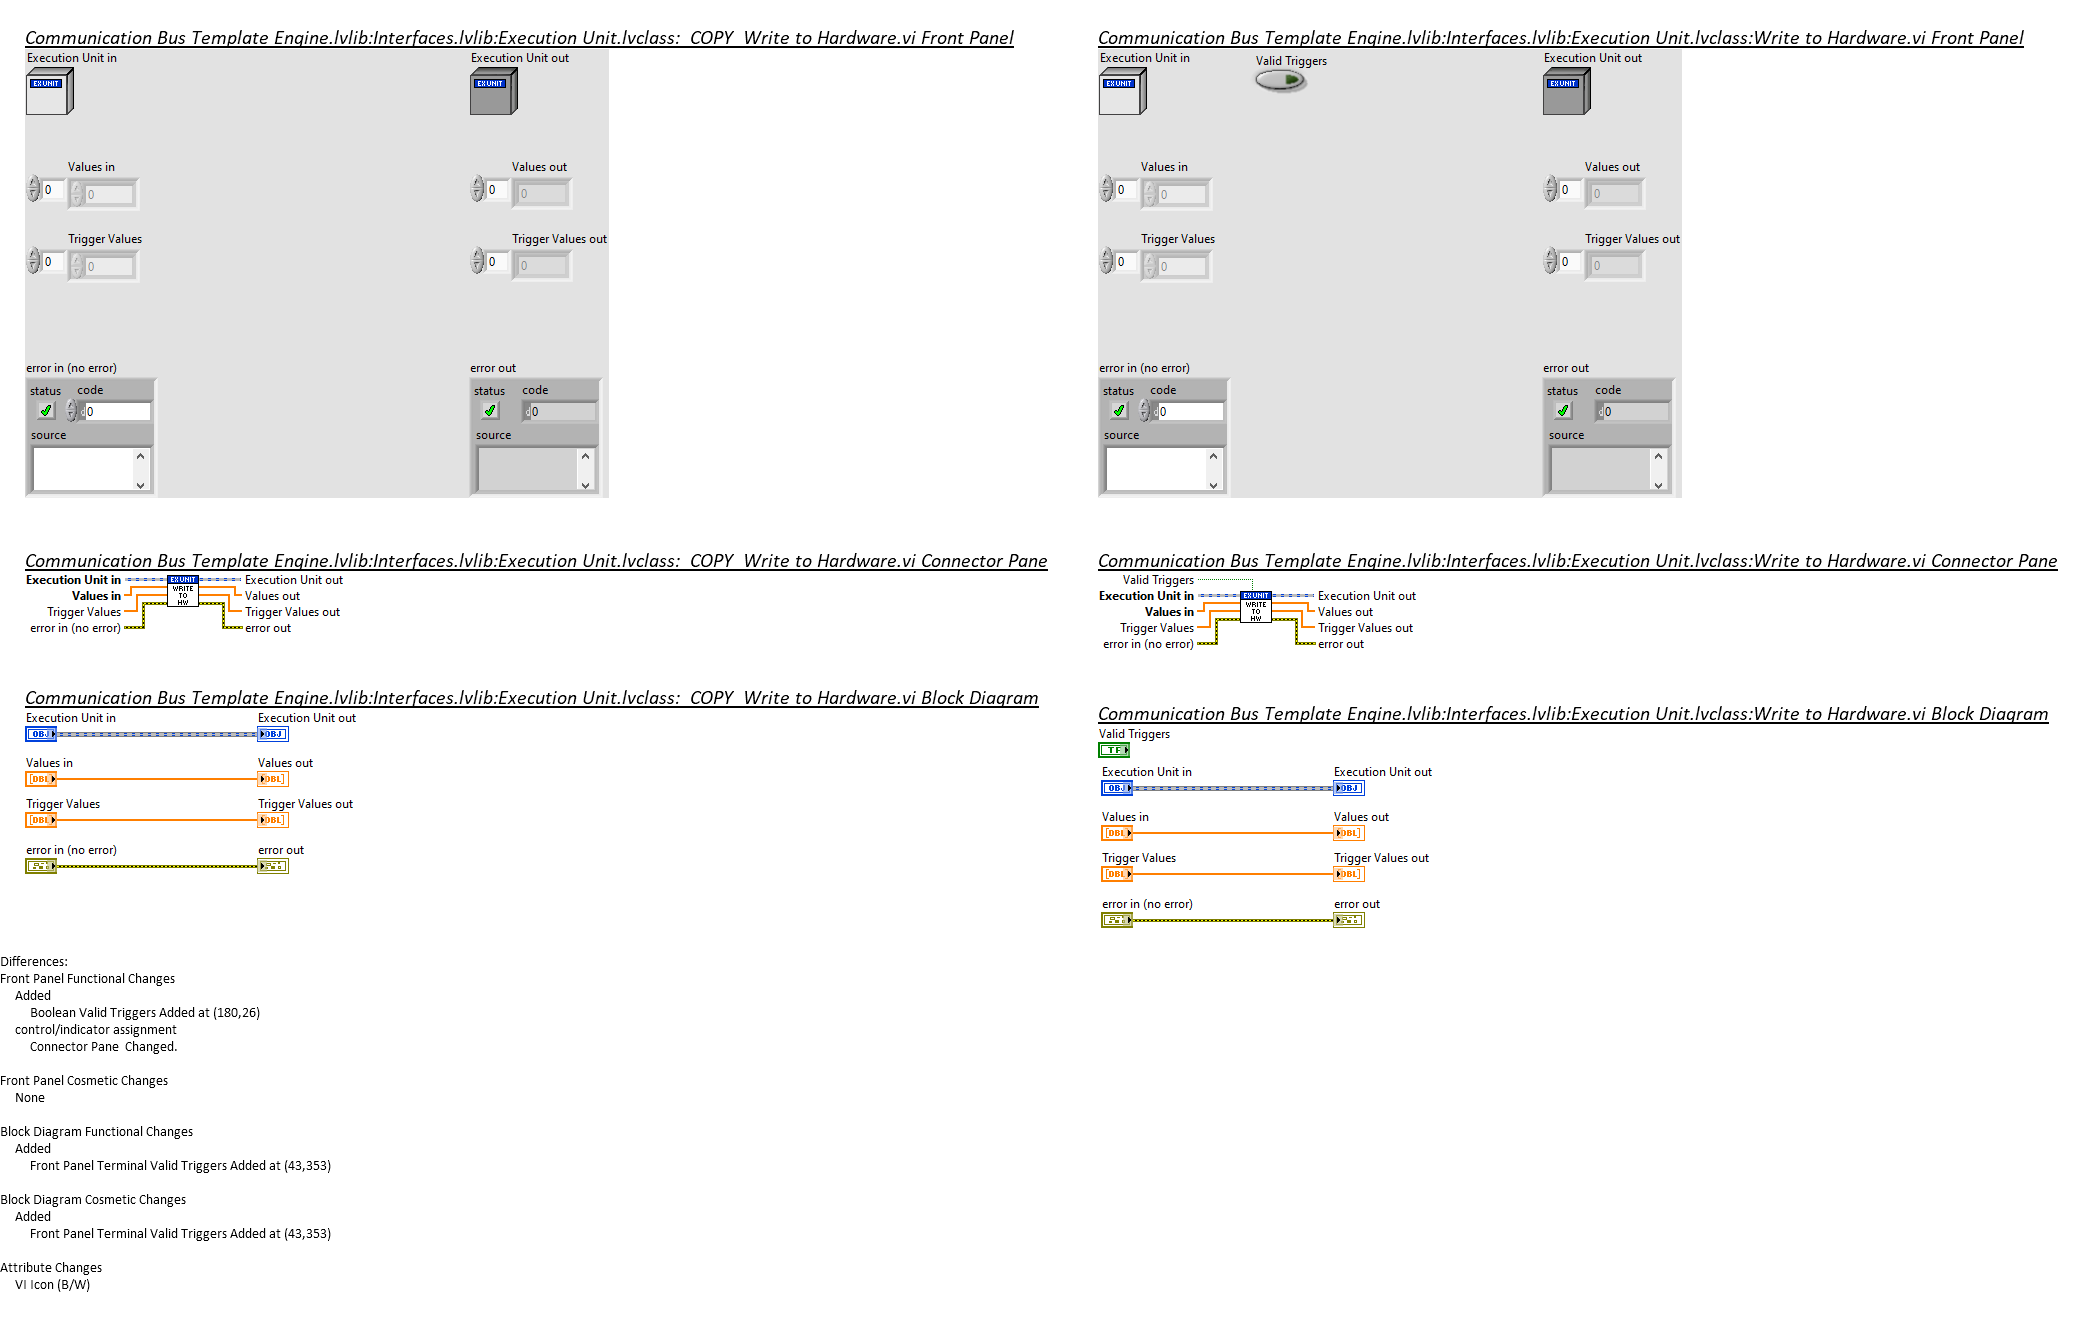 Communication Bus Template Engine.lvlib:Interfaces.lvlib:Execution Unit.lvclass:  COPY  Write to Hardware.vi Front Panel
Execution Unit in
Execution Unit out
EX UNIT
EX UNIT
Values in
Values out
0
0
0
0
Trigger Values
Trigger Values out
0
0
0
0
error in (no error)
error out
status
code
status
code
d
0
d
0
source
source
Communication Bus Template Engine.lvlib:Interfaces.lvlib:Execution Unit.lvclass:  COPY  Write to Hardware.vi Connector Pane
Execution Unit in
EX UNIT
Execution Unit out
Values in
WRITE
TO
HW
Values out
Trigger Values
Trigger Values out
error in (no error)
error out
Communication Bus Template Engine.lvlib:Interfaces.lvlib:Execution Unit.lvclass:  COPY  Write to Hardware.vi Block Diagram
Execution Unit in
Execution Unit out
OBJ
OBJ
Values in
Values out
[DBL]
[DBL]
Trigger Values
Trigger Values out
[DBL]
[DBL]
error in (no error)
error out
Differences:
Front Panel Functional Changes
Added
Boolean Valid Triggers Added at (180,26)
control/indicator assignment
Connector Pane  Changed.
Front Panel Cosmetic Changes
None
Block Diagram Functional Changes
Added
Front Panel Terminal Valid Triggers Added at (43,353)
Block Diagram Cosmetic Changes
Added
Front Panel Terminal Valid Triggers Added at (43,353)
Attribute Changes
VI Icon (B/W)
Communication Bus Template Engine.lvlib:Interfaces.lvlib:Execution Unit.lvclass:Write to Hardware.vi Front Panel
Execution Unit in
Valid Triggers
Execution Unit out
EX UNIT
EX UNIT
Values in
Values out
0
0
0
0
Trigger Values
Trigger Values out
0
0
0
0
error in (no error)
error out
status
code
status
code
d
0
d
0
source
source
Communication Bus Template Engine.lvlib:Interfaces.lvlib:Execution Unit.lvclass:Write to Hardware.vi Connector Pane
Valid Triggers
Execution Unit in
EX UNIT
Execution Unit out
Values in
WRITE
TO
HW
Values out
Trigger Values
Trigger Values out
error in (no error)
error out
Communication Bus Template Engine.lvlib:Interfaces.lvlib:Execution Unit.lvclass:Write to Hardware.vi Block Diagram
Valid Triggers
TF
Execution Unit in
Execution Unit out
OBJ
OBJ
Values in
Values out
[DBL]
[DBL]
Trigger Values
Trigger Values out
[DBL]
[DBL]
error in (no error)
error out